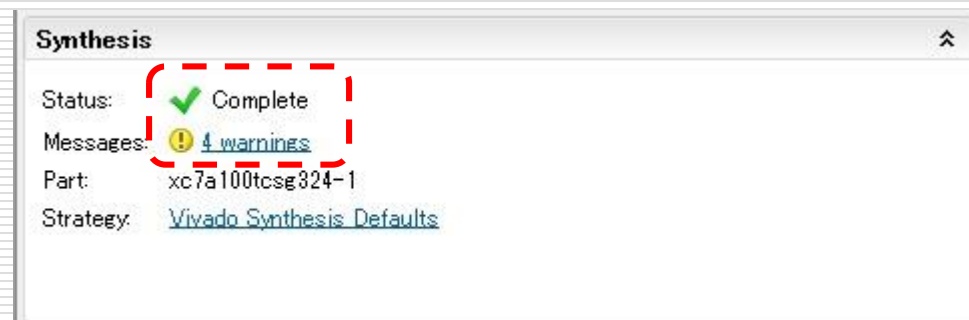 Synthesis
Status: Complete
Messages: 4 warnings
Part: xc7a100tcsg324-1
Strategy: Vivado Synthesis Defaults